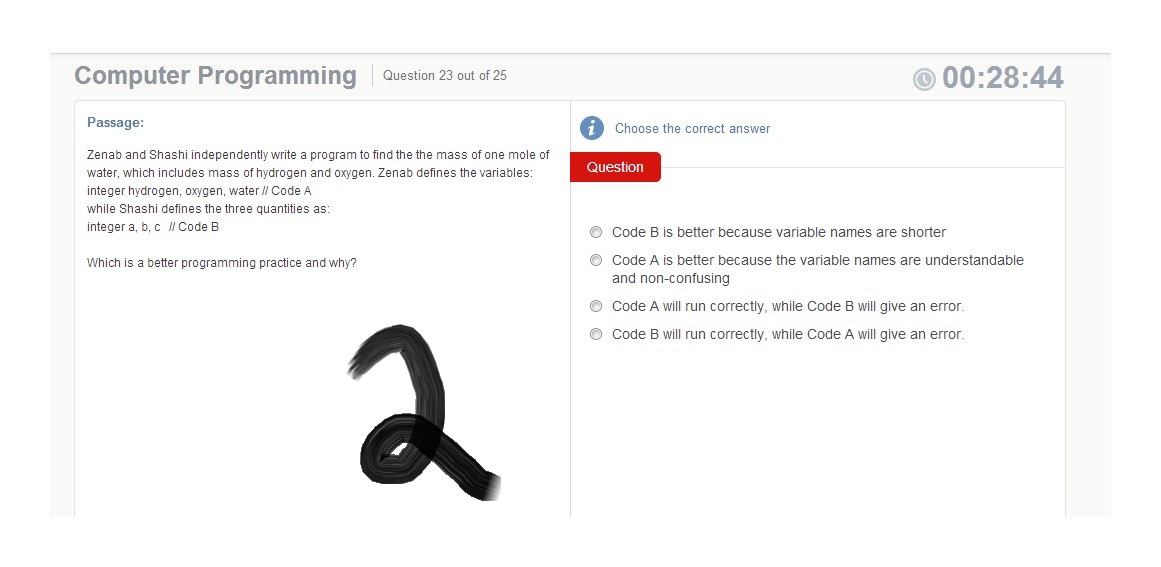 Computer Programming
Question 23 out of 25
00:28:44
Passage:
Zenab and Shashi independently write a program to find the the mass of one mole of
water, which includes mass of hydrogen and oxygen. Zenab defines the variables:
integer hydrogen, oxygen, water // Code A
while Shashi defines the three quantities as:
integer a, b, c // Code B
Which is a better programming practice and why?
2
Choose the correct answer
Question
Code B is better because variable names are shorter
Code A is better because the variable names are understandable
and non-confusing
Code A will run correctly, while Code B will give an error.
Code B will run correctly, while Code A will give an error.